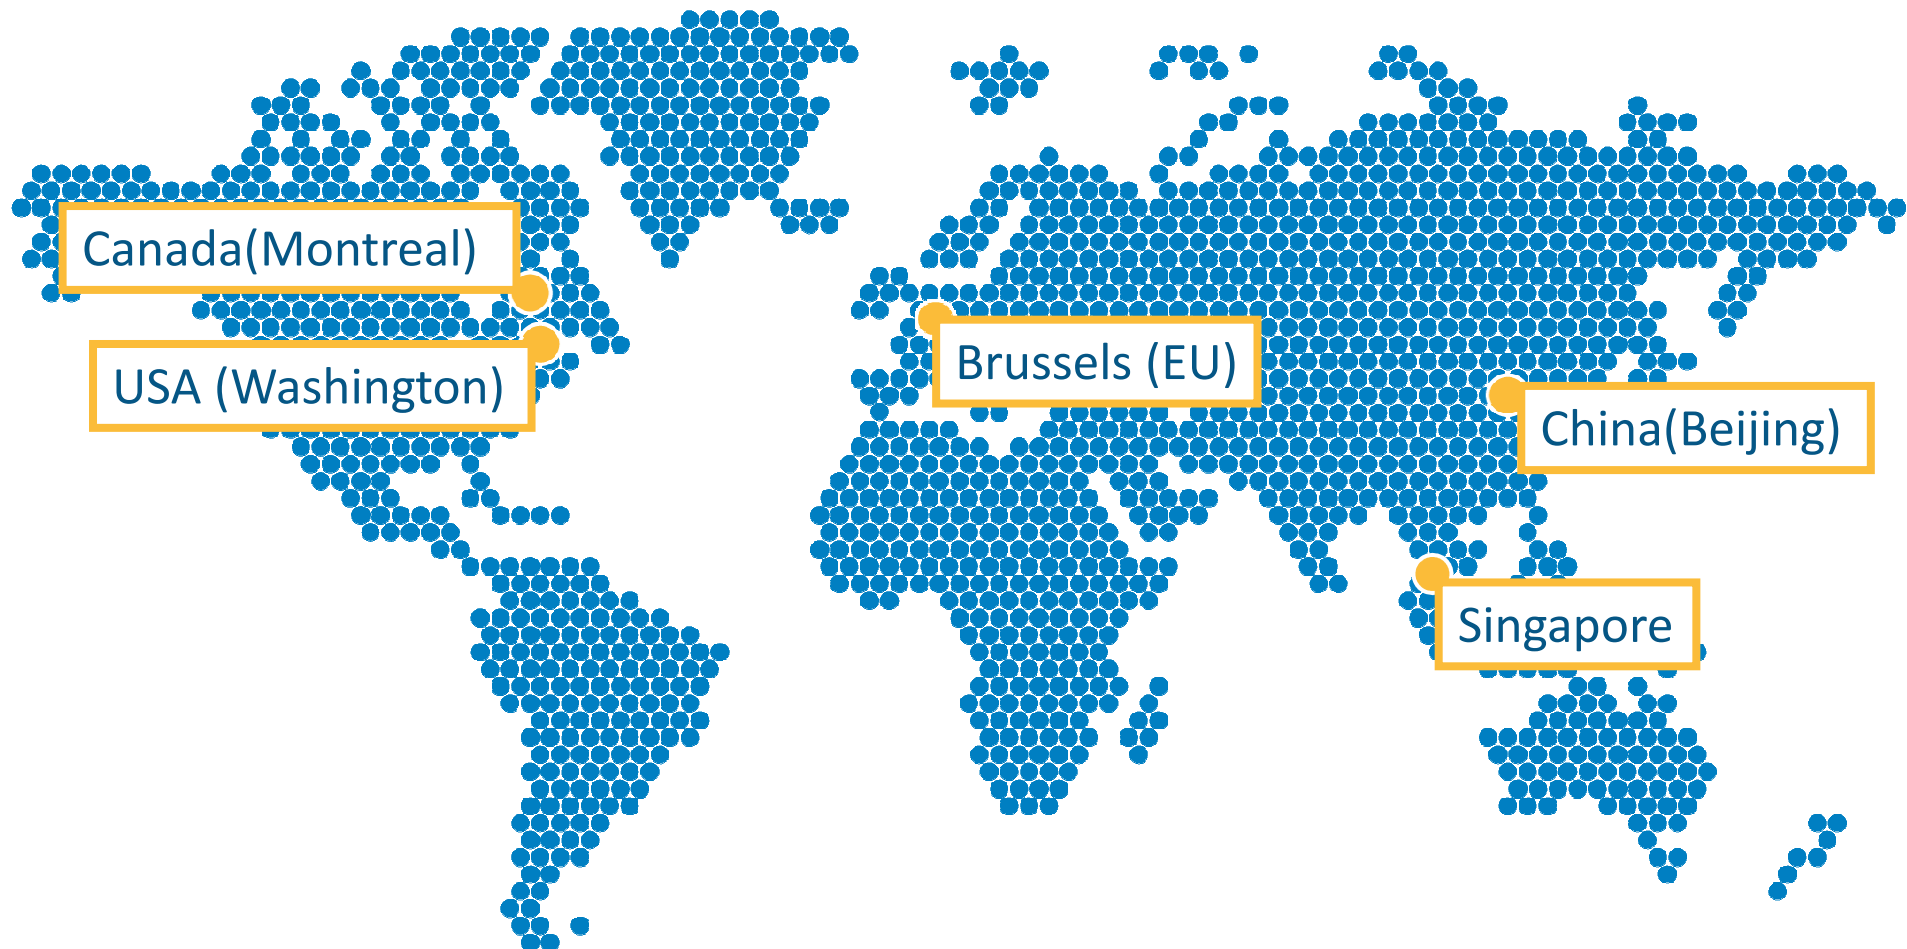 Canada(Montreal)
USA (Washington)
Brussels (EU)
China(Beijing)
Singapore